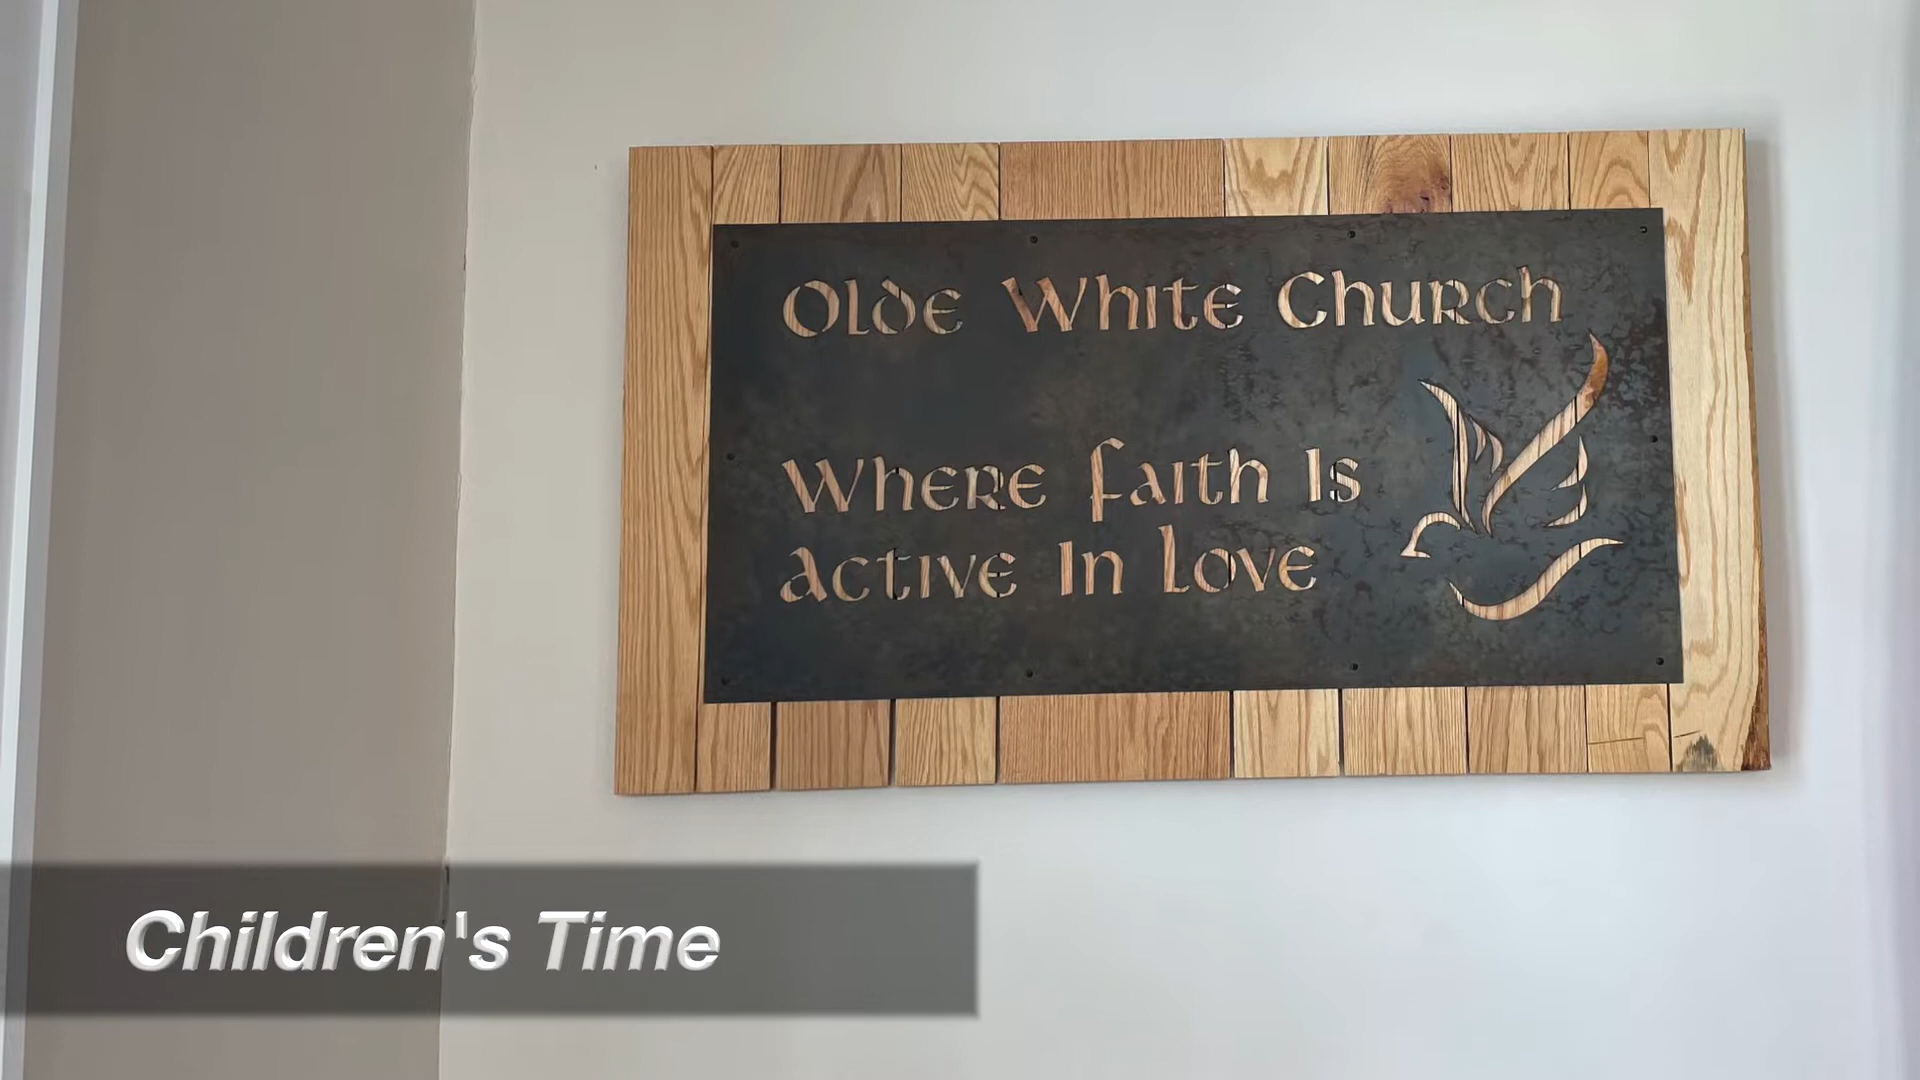 Olde White Church
Where Faith Is
Active In Love
Children's Time